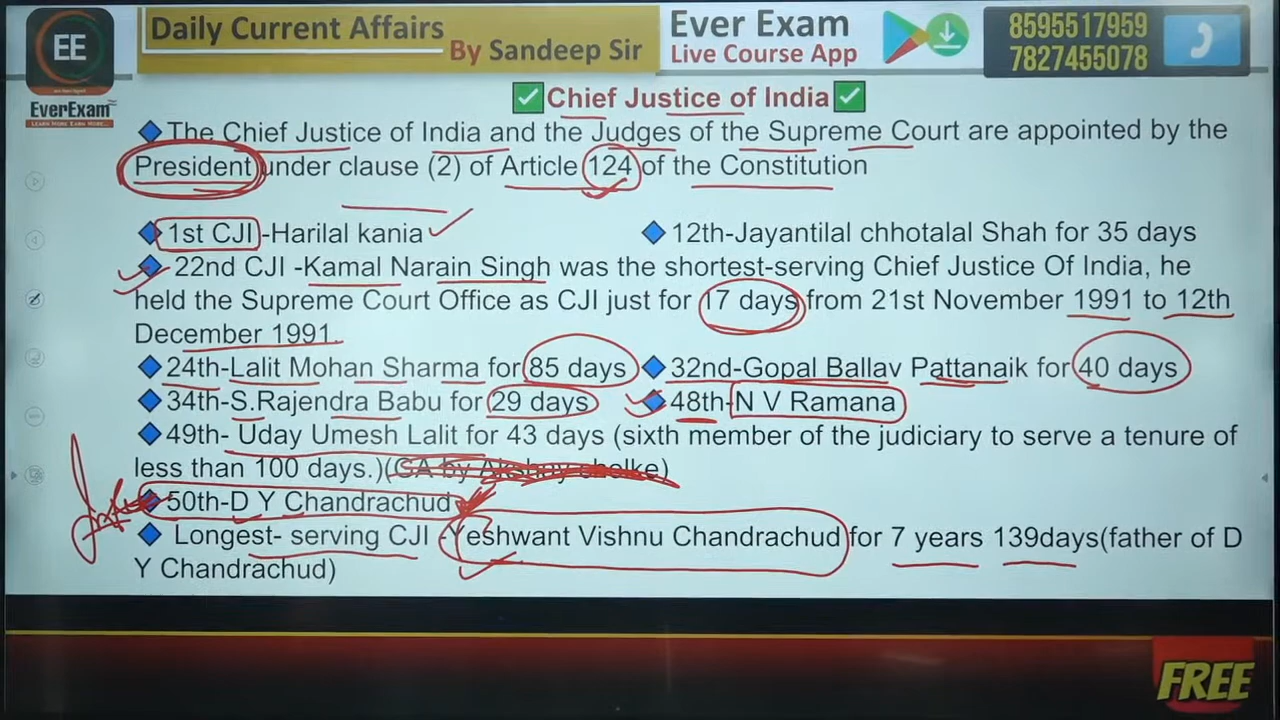 EE
EverExam
LEARN MORE EARN MORE...
Daily Current Affairs
By Sandeep Sir
Ever Exam
Live Course App
8595517959
7827455078
✅Chief Justice of India✅
The Chief Justice of India and the Judges of the Supreme Court are appointed by the
President under clause (2) of Article 124 of the Constitution
1st CJI -Harilal kania
12th-Jayantilal chhotalal Shah for 35 days
22nd CJI -Kamal Narain Singh was the shortest-serving Chief Justice Of India, he
held the Supreme Court Office as CJI just for 17 days from 21st November 1991 to 12th
December 1991.
24th-Lalit Mohan Sharma for 85 days
32nd-Gopal Ballav Pattanaik for 40 days
34th-S.Rajendra Babu for 29 days
48th-N V Ramana
49th- Uday Umesh Lalit for 43 days (sixth member of the judiciary to serve a tenure of
less than 100 days.)(CA by Akshay
50th-D Y Chandrachud
Longest- serving CJI -Yeshwant Vishnu Chandrachud for 7 years 139days(father of D
Y Chandrachud)
FREE